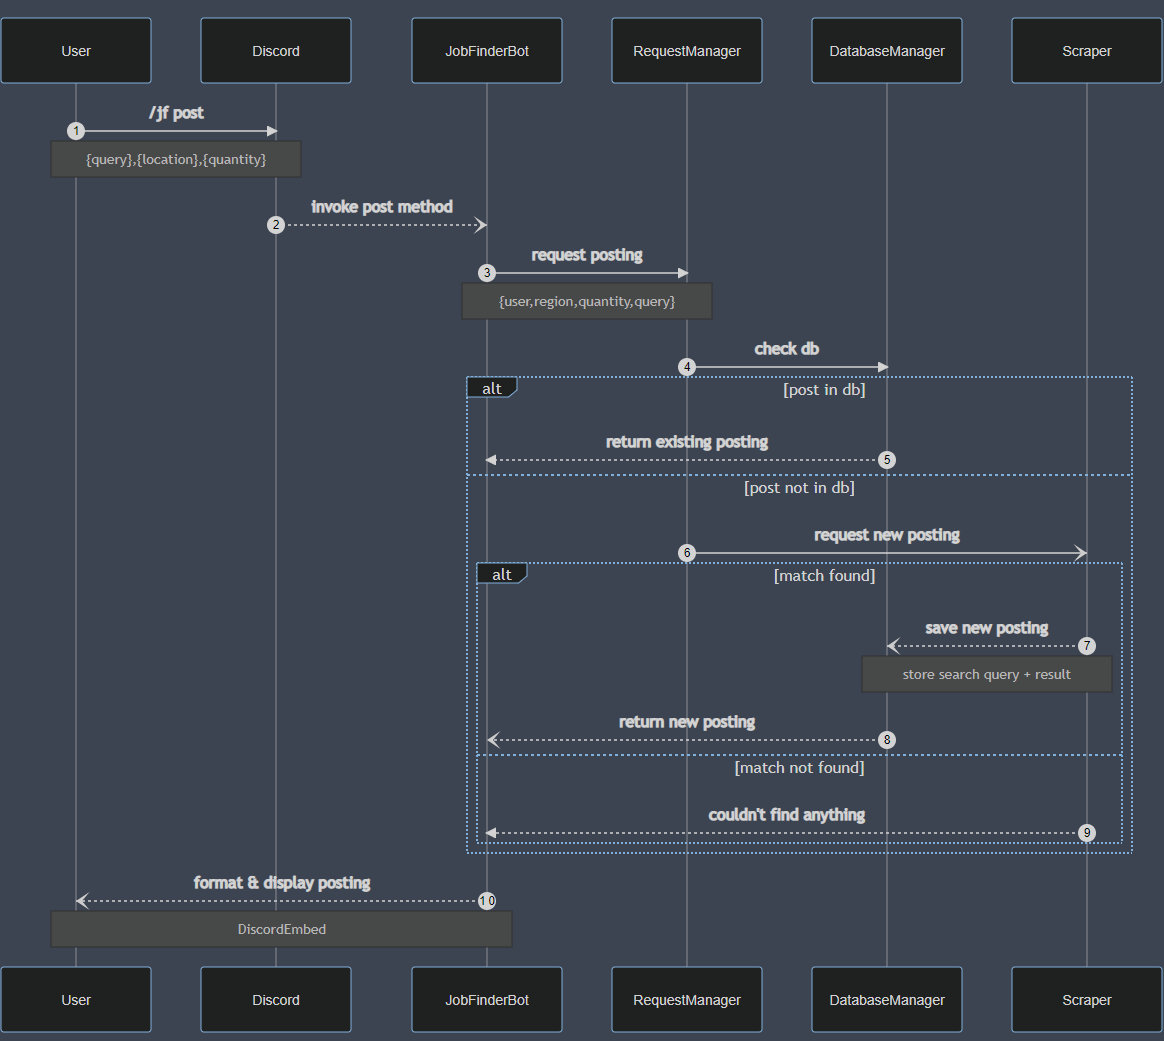 User
Discord
JobFinderBot
RequestManager
DatabaseManager
Scraper
/jf post
1
{query},{location},{quantity}
invoke post method
2
request posting
3
{user,region,quantity,query}
check db
4
alt
[post in db]
return existing posting
5
[post not in db]
request new posting
6
alt
[match found]
save new posting
7
store search query + result
return new posting
8
[match not found]
couldn't find anything
9
format & display posting
10
DiscordEmbed
User
Discord
JobFinderBot
RequestManager
DatabaseManager
Scraper